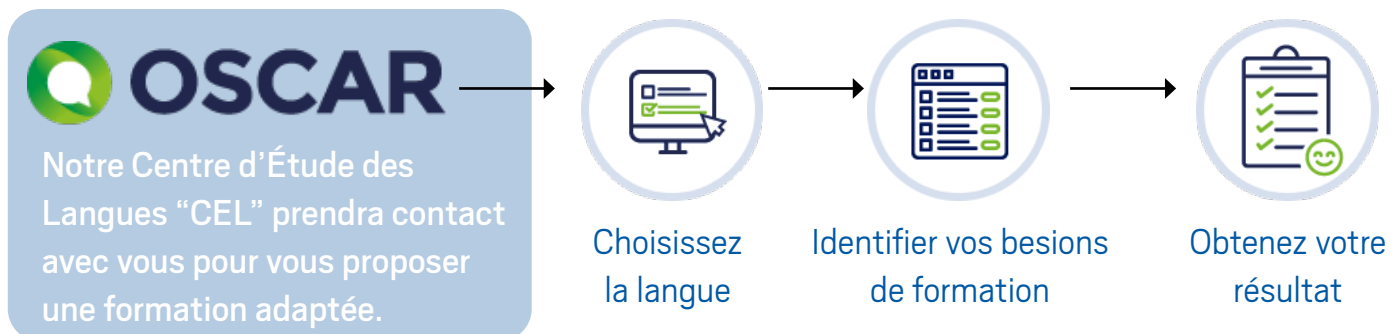 OSCAR
Notre Centre d’Étude des
Langues “CEL” prendra contact
avec vous pour vous proposer
une formation adaptée.
Choisissez
la langue
Identifier vos besions
de formation
Obtenez votre
résultat